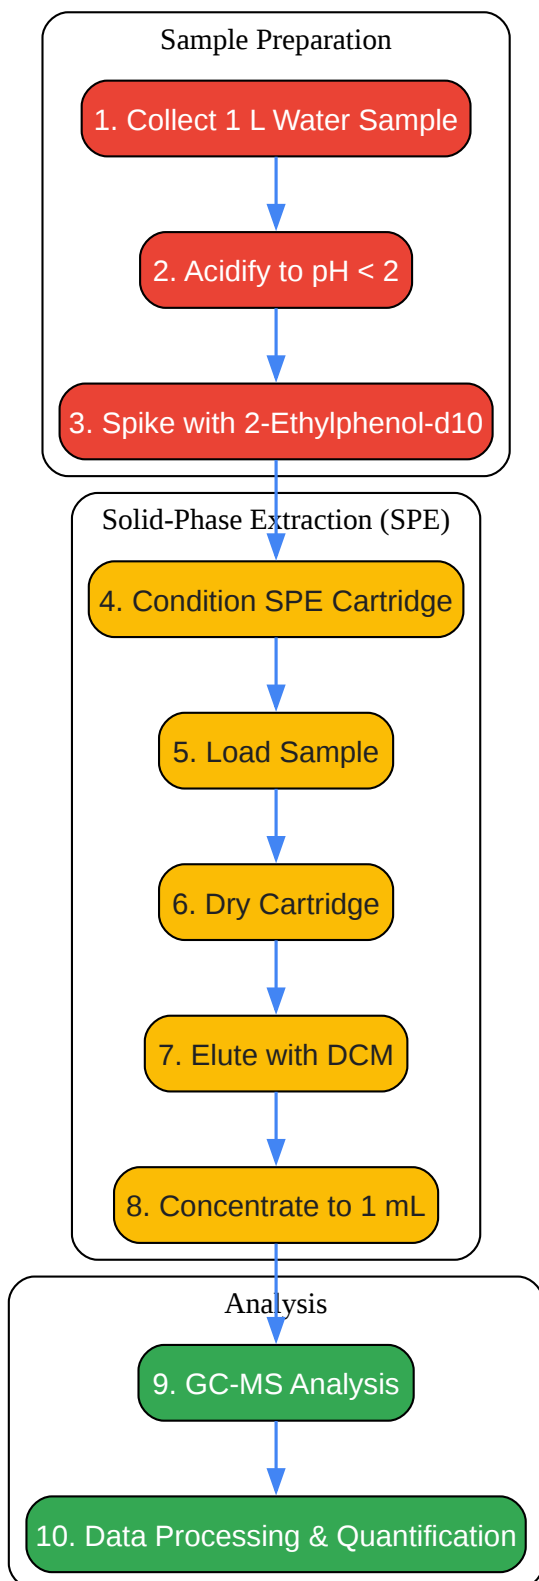 Sample Preparation
1. Collect 1 L Water Sample
2. Acidify to pH < 2
3. Spike with 2-Ethylphenol-d10
Solid-Phase Extraction (SPE)
4. Condition SPE Cartridge
5. Load Sample
6. Dry Cartridge
7. Elute with DCM
8. Concentrate to 1 mL
Analysis
9. GC-MS Analysis
10. Data Processing & Quantification